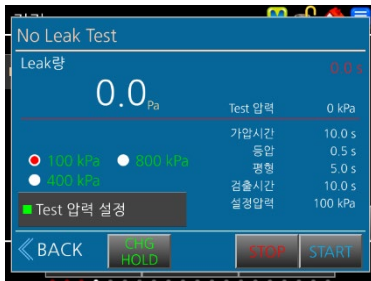 No Leak Test
Leak량
0.0 s
0.0 Pa
Test 압력 0 kPa
가압시간 10.0 s
등압 0.5 s
평형 5.0 s
검출시간 10.0 s
설정압력 100 kPa
100 kPa 800 kPa
400 kPa
Test 압력 설정
BACK
CHG
HOLD
STOP
START